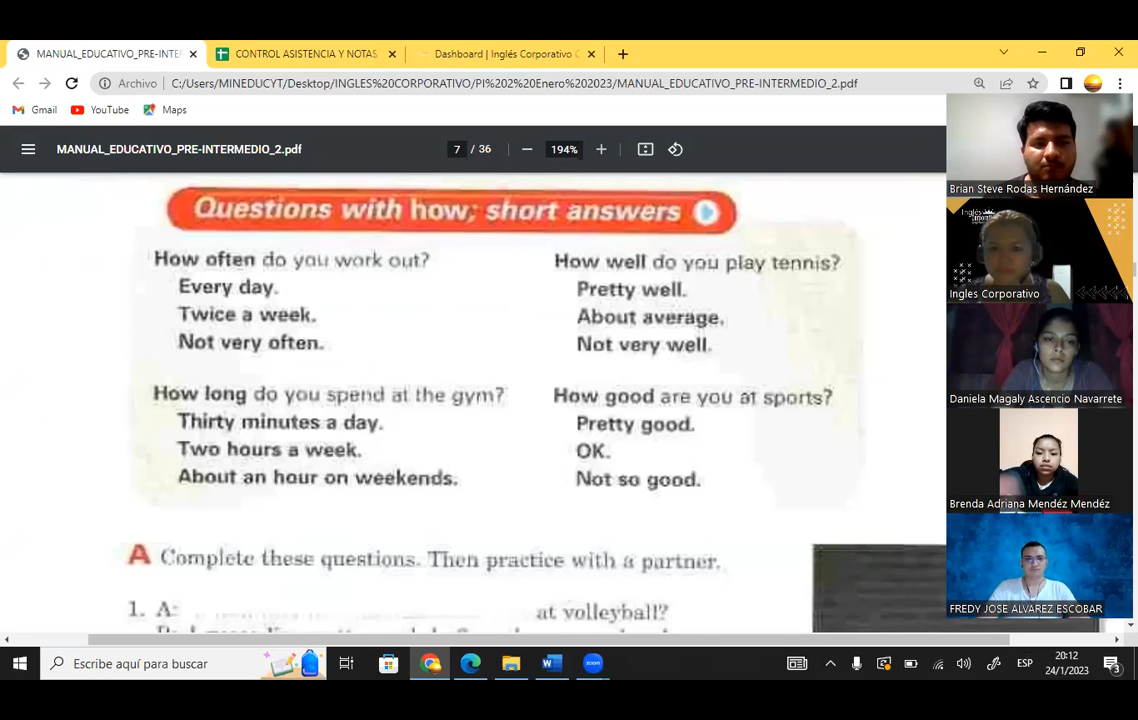 MANUAL_EDUCATIVO_PRE-INTE
CONTROL ASISTENCIA Y NOTAS
Dashboard | Inglés Corporativo
Archivo
C:/Users/MINEDUCYT/Desktop/INGLES%20CORPORATIVO/PI%202%20Enero%202023/MANUAL_EDUCATIVO_PRE-INTERMEDIO_2.pdf
Gmail
YouTube
Maps
MANUAL_EDUCATIVO_PRE-INTERMEDIO_2.pdf
7 / 36
194%
Questions with how; short answers
How often do you work out?
Every day.
Twice a week.
Not very often.
How well do you play tennis?
Pretty well.
About average.
Not very well.
How long do you spend at the gym?
Thirty minutes a day.
Two hours a week.
About an hour on weekends.
How good are you at sports?
Pretty good.
OK.
Not so good.
A Complete these questions. Then practice with a partner.
1. A: at volleyball?
Brian Steve Rodas Hernández
Ingles Corporativo
Daniela Magaly Ascencio Navarrete
Brenda Adriana Mendéz Mendéz
FREDY JOSE ALVAREZ ESCOBAR
Escribe aquí para buscar
ESP
20:12
24/1/2023
3